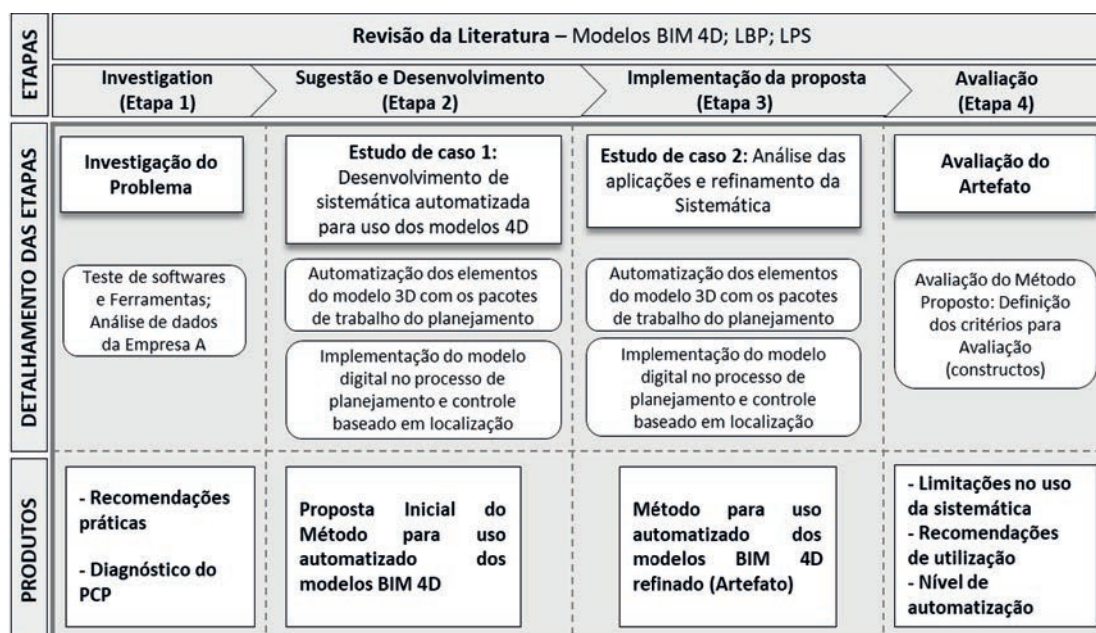 ETAPAS
Revisão da Literatura – Modelos BIM 4D; LBP; LPS
Investigation
(Etapa 1)
Sugestão e Desenvolvimento
(Etapa 2)
Implementação da proposta
(Etapa 3)
Avaliação
(Etapa 4)
DETALHAMENTO DAS ETAPAS
Investigação do
Problema
Teste de softwares
e Ferramentas;
Análise de dados
da Empresa A
Estudo de caso 1:
Desenvolvimento de
sistemática automatizada
para uso dos modelos 4D
Automatização dos elementos
do modelo 3D com os pacotes
de trabalho do planejamento
Implementação do modelo
digital no processo de
planejamento e controle
baseado em localização
Estudo de caso 2: Análise das
aplicações e refinamento da
Sistemática
Automatização dos elementos
do modelo 3D com os pacotes
de trabalho do planejamento
Implementação do modelo
digital no processo de
planejamento e controle
baseado em localização
Avaliação do
Artefato
Avaliação do Método
Proposto: Definição
dos critérios para
Avaliação
(constructos)
PRODUTOS
- Recomendações
práticas
- Diagnóstico do
PCP
Proposta Inicial do
Método para uso
automatizado dos
modelos BIM 4D
Método para uso
automatizado dos
modelos BIM 4D
refinado (Artefato)
- Limitações no uso
da sistemática
- Recomendações
de utilização
- Nível de
automatização